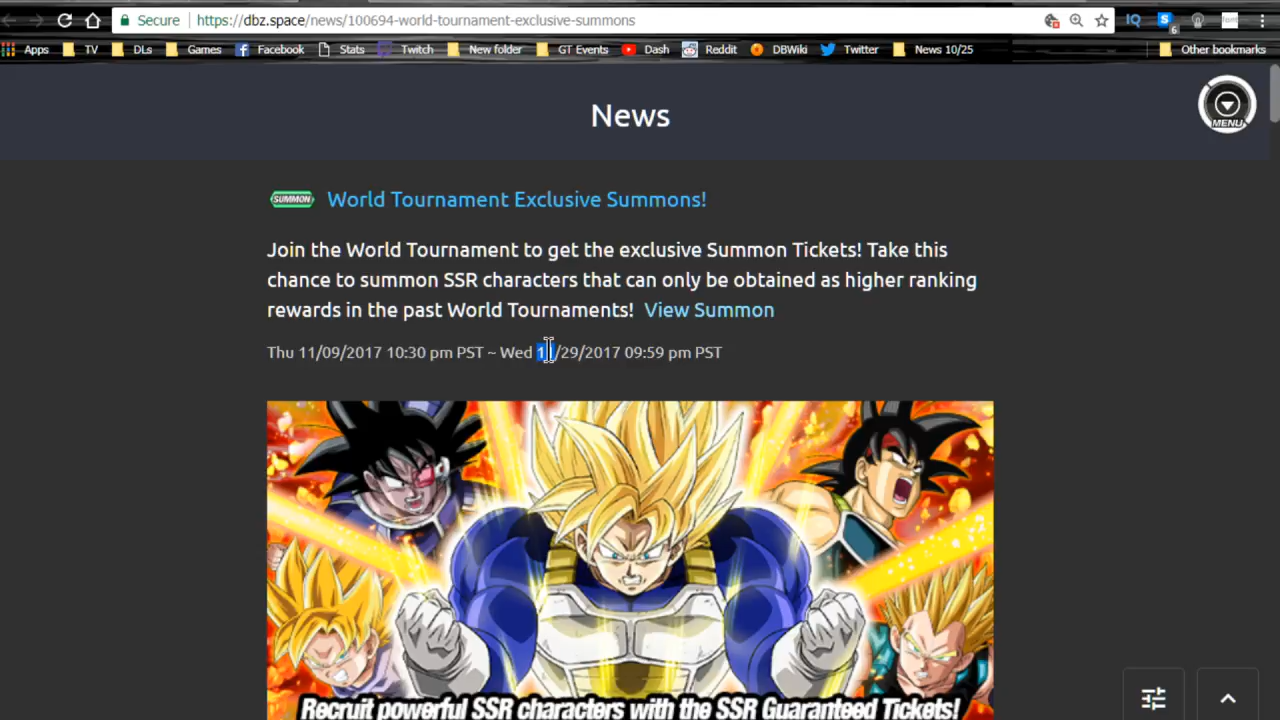 Secure https://dbz.space/news/100694-world-tournament-exclusive-summons
IQ
6
Apps TV DLs Games Facebook Stats Twitch New folder GT Events Dash Reddit DBWiki Twitter News 10/25 Other bookmarks
News
MENU
SUMMON World Tournament Exclusive Summons!
Join the World Tournament to get the exclusive Summon Tickets! Take this
chance to summon SSR characters that can only be obtained as higher ranking
rewards in the past World Tournaments! View Summon
Thu 11/09/2017 10:30 pm PST ~ Wed 11/29/2017 09:59 pm PST
Recruit powerful SSR characters with the SSR Guaranteed Tickets!